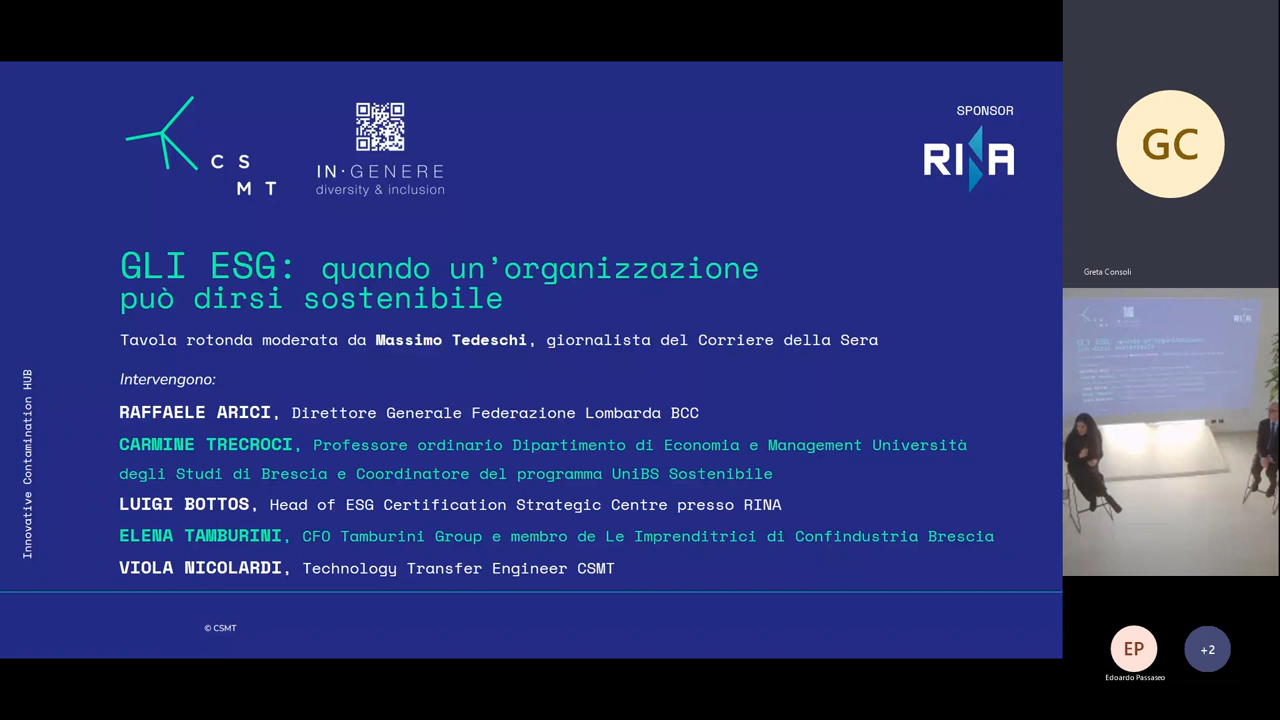 CS
MT
IN·GENERE
diversity & inclusion
SPONSOR
RINA
GLI ESG: quando un'organizzazione
può dirsi sostenibile
Tavola rotonda moderata da Massimo Tedeschi, giornalista del Corriere della Sera
Intervengono:
RAFFAELE ARICI, Direttore Generale Federazione Lombarda BCC
CARMINE TRECROCI, Professore ordinario Dipartimento di Economia e Management Università
degli Studi di Brescia e Coordinatore del programma UniBS Sostenibile
LUIGI BOTTOS, Head of ESG Certification Strategic Centre presso RINA
ELENA TAMBURINI, CFO Tamburini Group e membro de Le Imprenditrici di Confindustria Brescia
VIOLA NICOLARDI, Technology Transfer Engineer CSMT
© CSMT
Innovative Contamination HUB
GC
Greta Consoli
EP
+2
Edoardo Passaseo